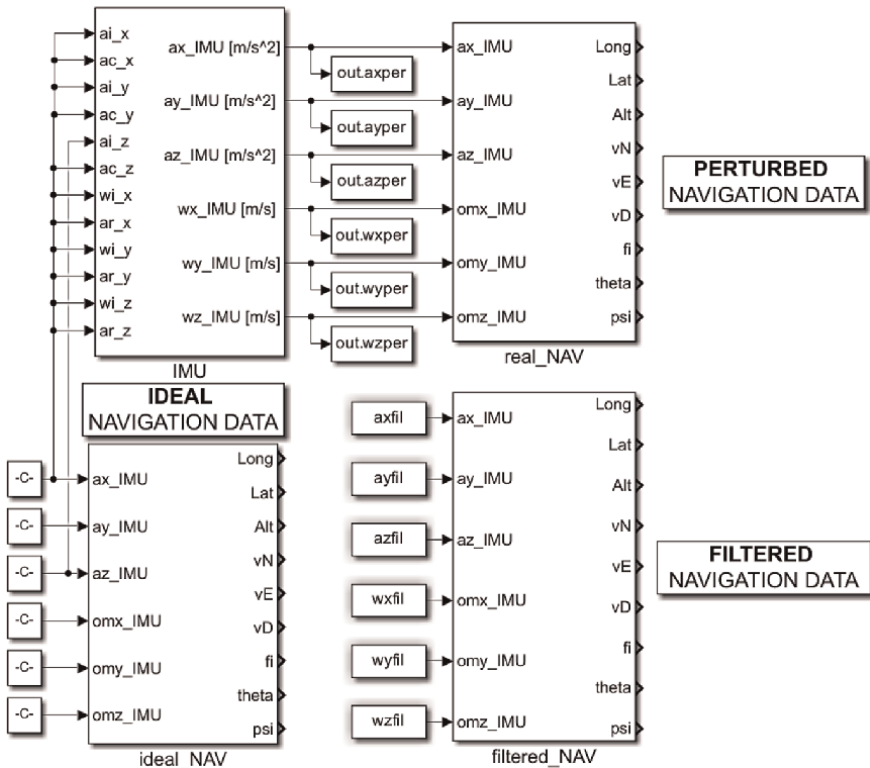 ai_x
ac_x
ai_y
ac_y
ai_z
ac_z
wi_x
ar_x
wi_y
ar_y
wi_z
ar_z
ax_IMU [m/s^2]
ay_IMU [m/s^2]
az_IMU [m/s^2]
wx_IMU [m/s]
wy_IMU [m/s]
wz_IMU [m/s]
IMU
out.axper
out.ayper
out.azper
out.wxper
out.wyper
out.wzper
ax_IMU
ay_IMU
az_IMU
omx_IMU
omy_IMU
omz_IMU
Long
Lat
Alt
vN
vE
vD
fi
theta
psi
real_NAV
PERTURBED
NAVIGATION DATA
IDEAL
NAVIGATION DATA
-C-
-C-
-C-
-C-
-C-
-C-
ax_IMU
ay_IMU
az_IMU
omx_IMU
omy_IMU
omz_IMU
Long
Lat
Alt
vN
vE
vD
fi
theta
psi
ideal_NAV
axfil
ayfil
azfil
wxfil
wyfil
wzfil
ax_IMU
ay_IMU
az_IMU
omx_IMU
omy_IMU
omz_IMU
Long
Lat
Alt
vN
vE
vD
fi
theta
psi
filtered_NAV
FILTERED
NAVIGATION DATA